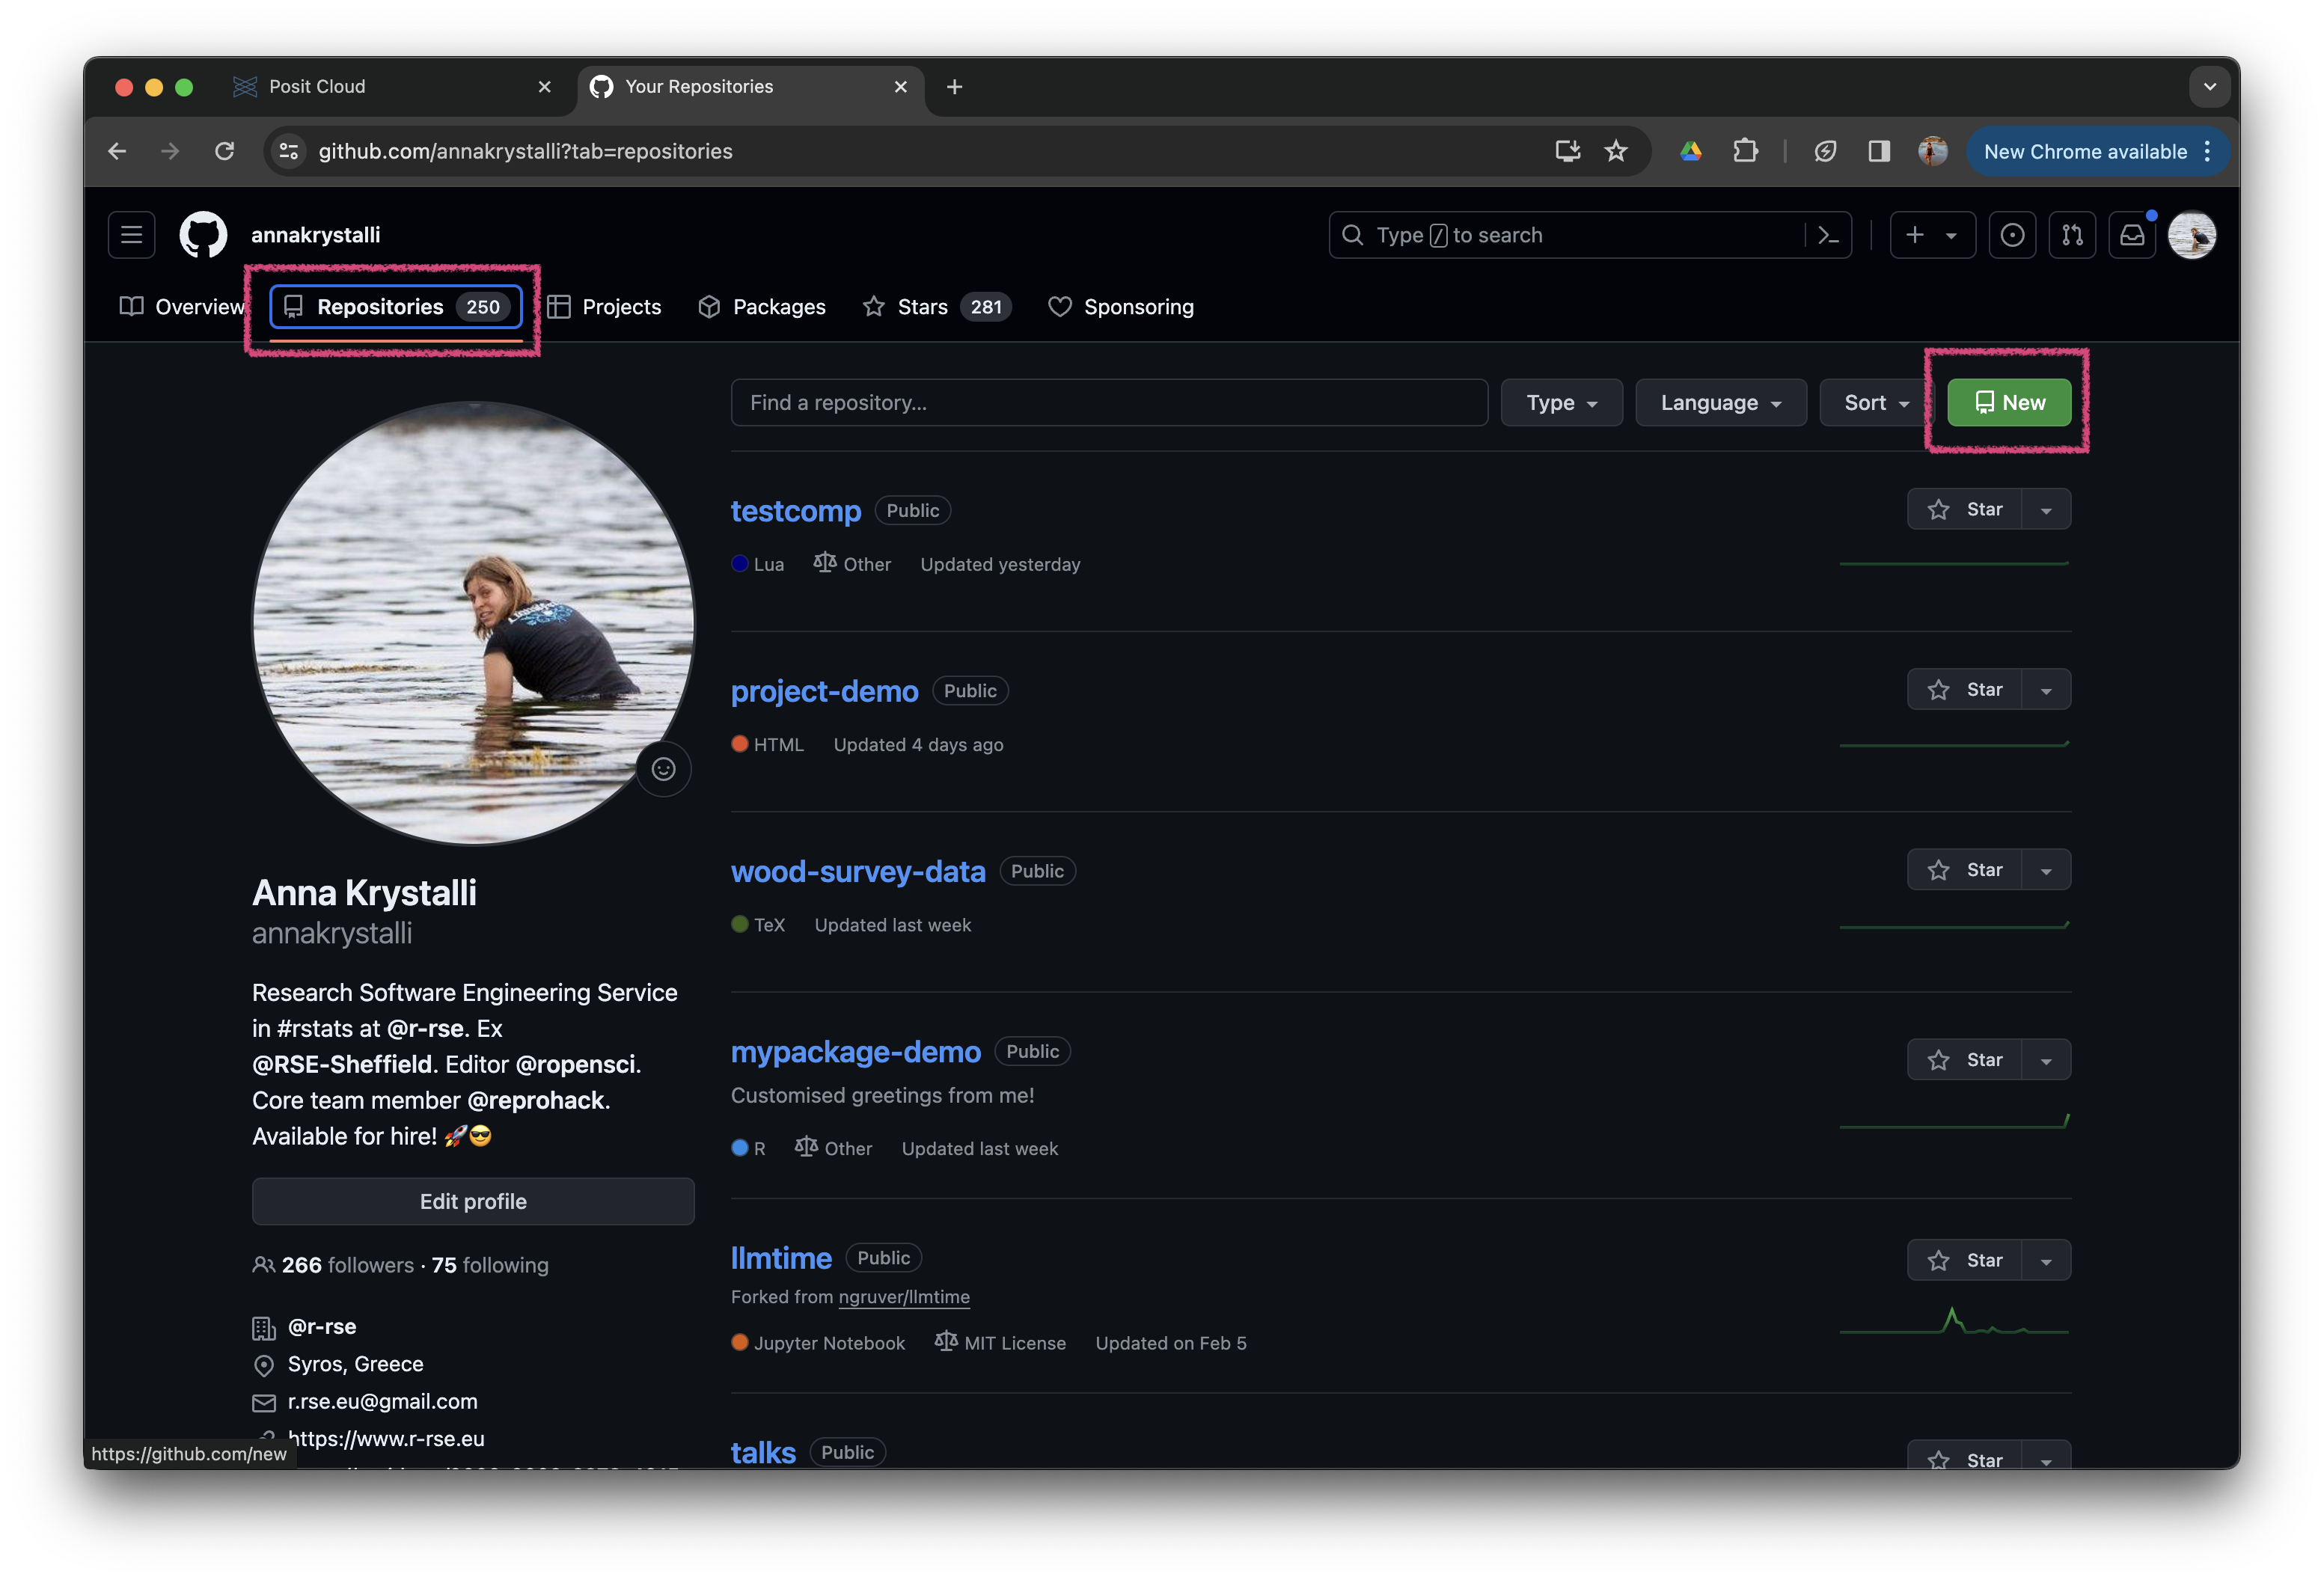 Posit Cloud
Your Repositories
github.com/annakrystalli?tab=repositories
New Chrome available
annakrystalli
Type / to search
Overview
Repositories 250
Projects
Packages
Stars 281
Sponsoring
Find a repository...
Type
Language
Sort
New
testcomp Public
Star
Lua Other Updated yesterday
project-demo Public
Star
HTML Updated 4 days ago
wood-survey-data Public
Star
TeX Updated last week
mypackage-demo Public
Star
Customised greetings from me!
R Other Updated last week
llmtime Public
Star
Forked from ngruver/llmtime
Jupyter Notebook MIT License Updated on Feb 5
talks Public
Star
Anna Krystalli
annakrystalli
Research Software Engineering Service
in #rstats at @r-rse. Ex
@RSE-Sheffield. Editor @ropensci.
Core team member @reprohack.
Available for hire! 🚀😎
Edit profile
266 followers · 75 following
@r-rse
Syros, Greece
r.rse.eu@gmail.com
https://www.r-rse.eu
https://github.com/new